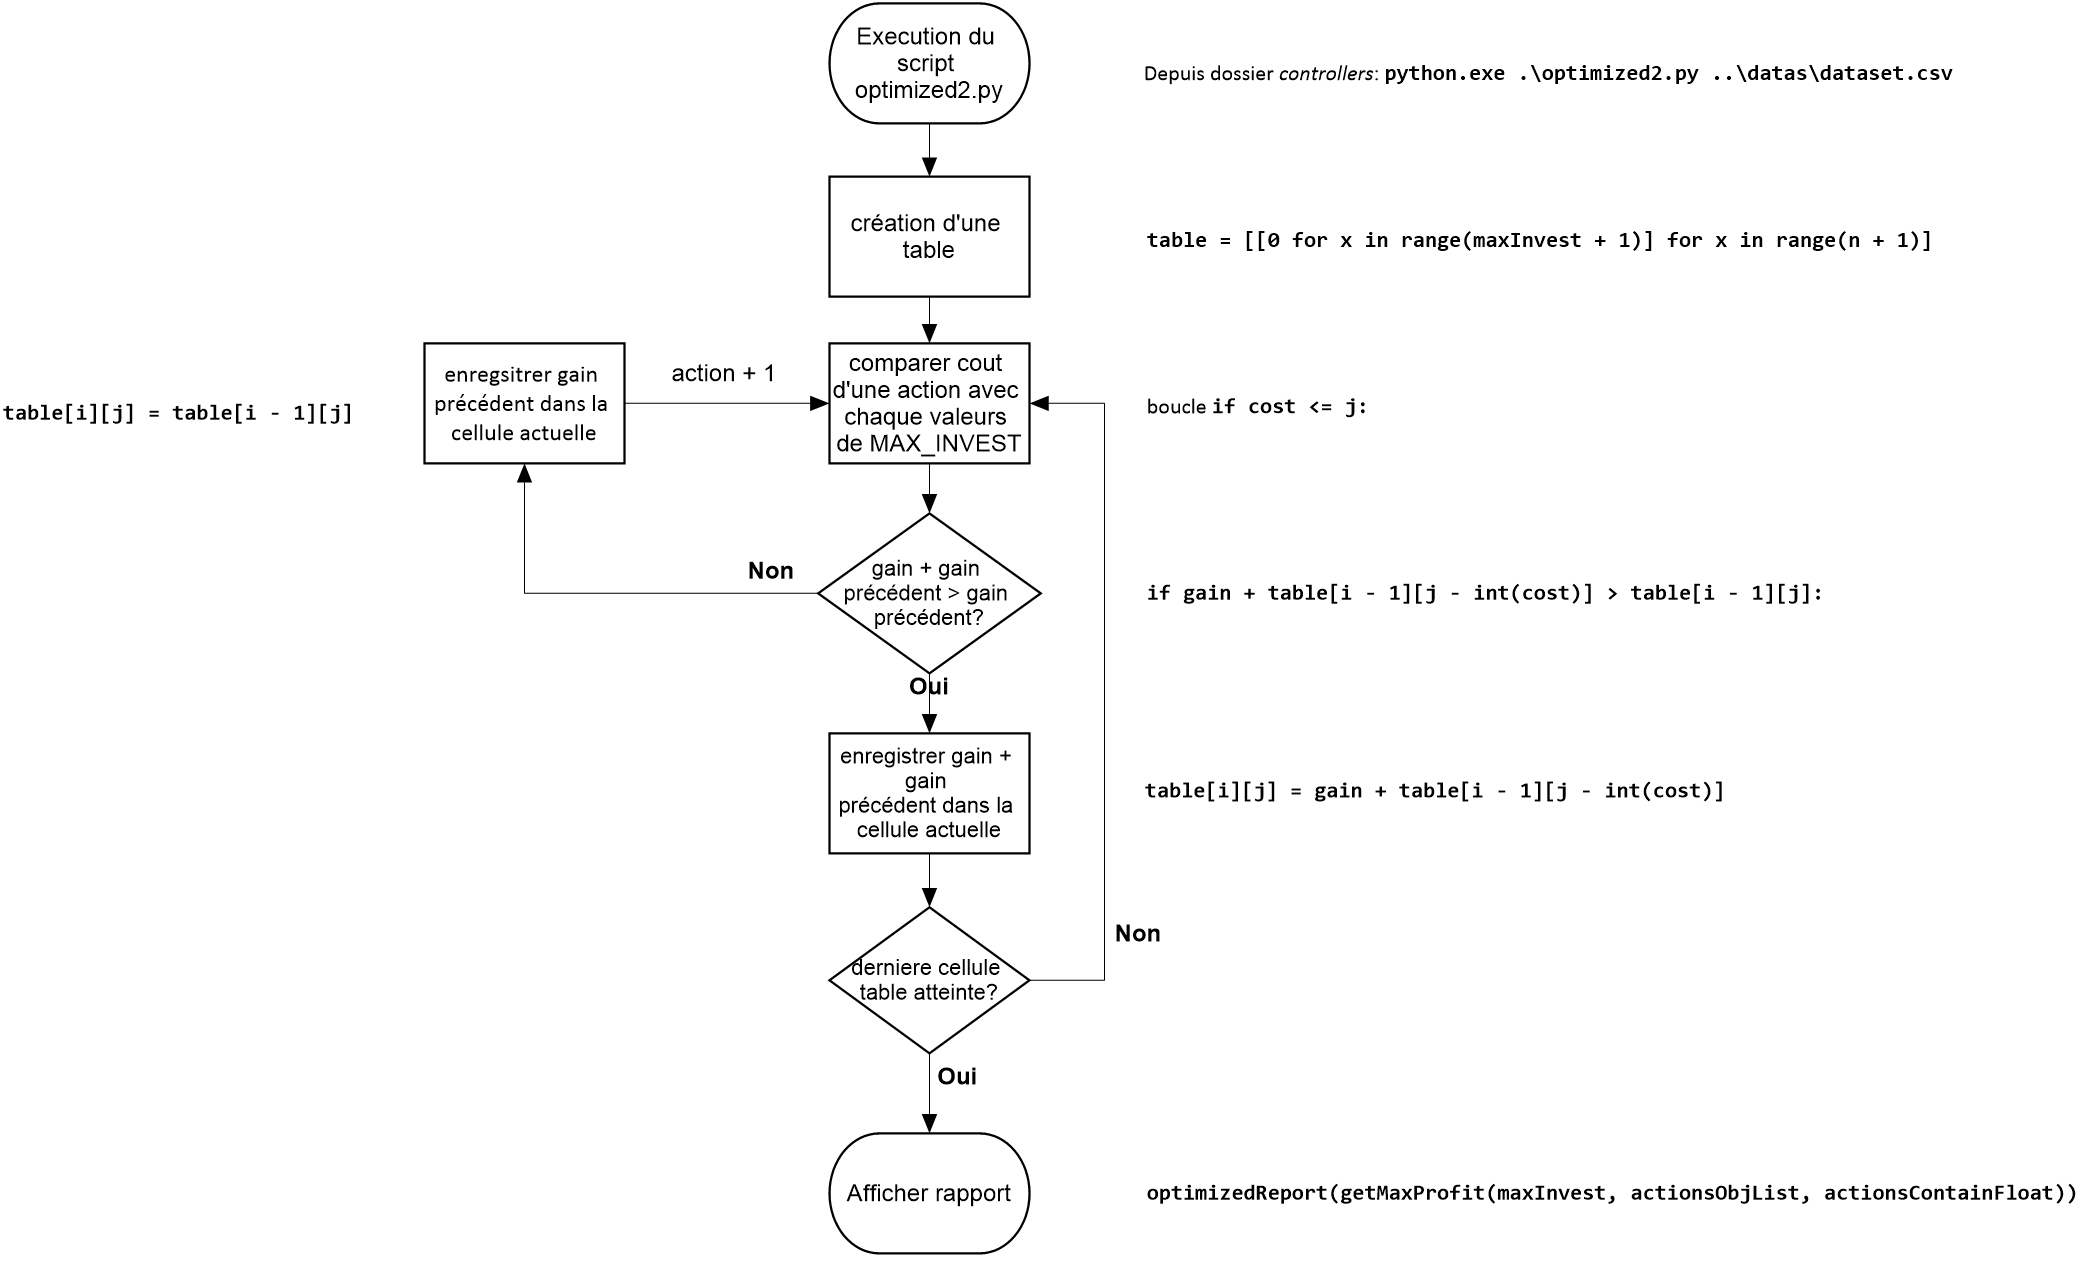 Execution du
script
optimized2.py
Depuis dossier controllers: python.exe .\optimized2.py ..\datas\dataset.csv
création d'une
table
table = [[0 for x in range(maxInvest + 1)] for x in range(n + 1)]
table[i][j] = table[i - 1][j]
enregsitrer gain
précédent dans la
cellule actuelle
action + 1
comparer cout
d'une action avec
chaque valeurs
de MAX_INVEST
boucle if cost <= j:
Non
gain + gain
précédent > gain
précédent?
if gain + table[i - 1][j - int(cost)] > table[i - 1][j]:
Oui
enregistrer gain +
gain
précédent dans la
cellule actuelle
table[i][j] = gain + table[i - 1][j - int(cost)]
Non
derniere cellule
table atteinte?
Oui
Afficher rapport
optimizedReport(getMaxProfit(maxInvest, actionsObjList, actionsContainFloat))